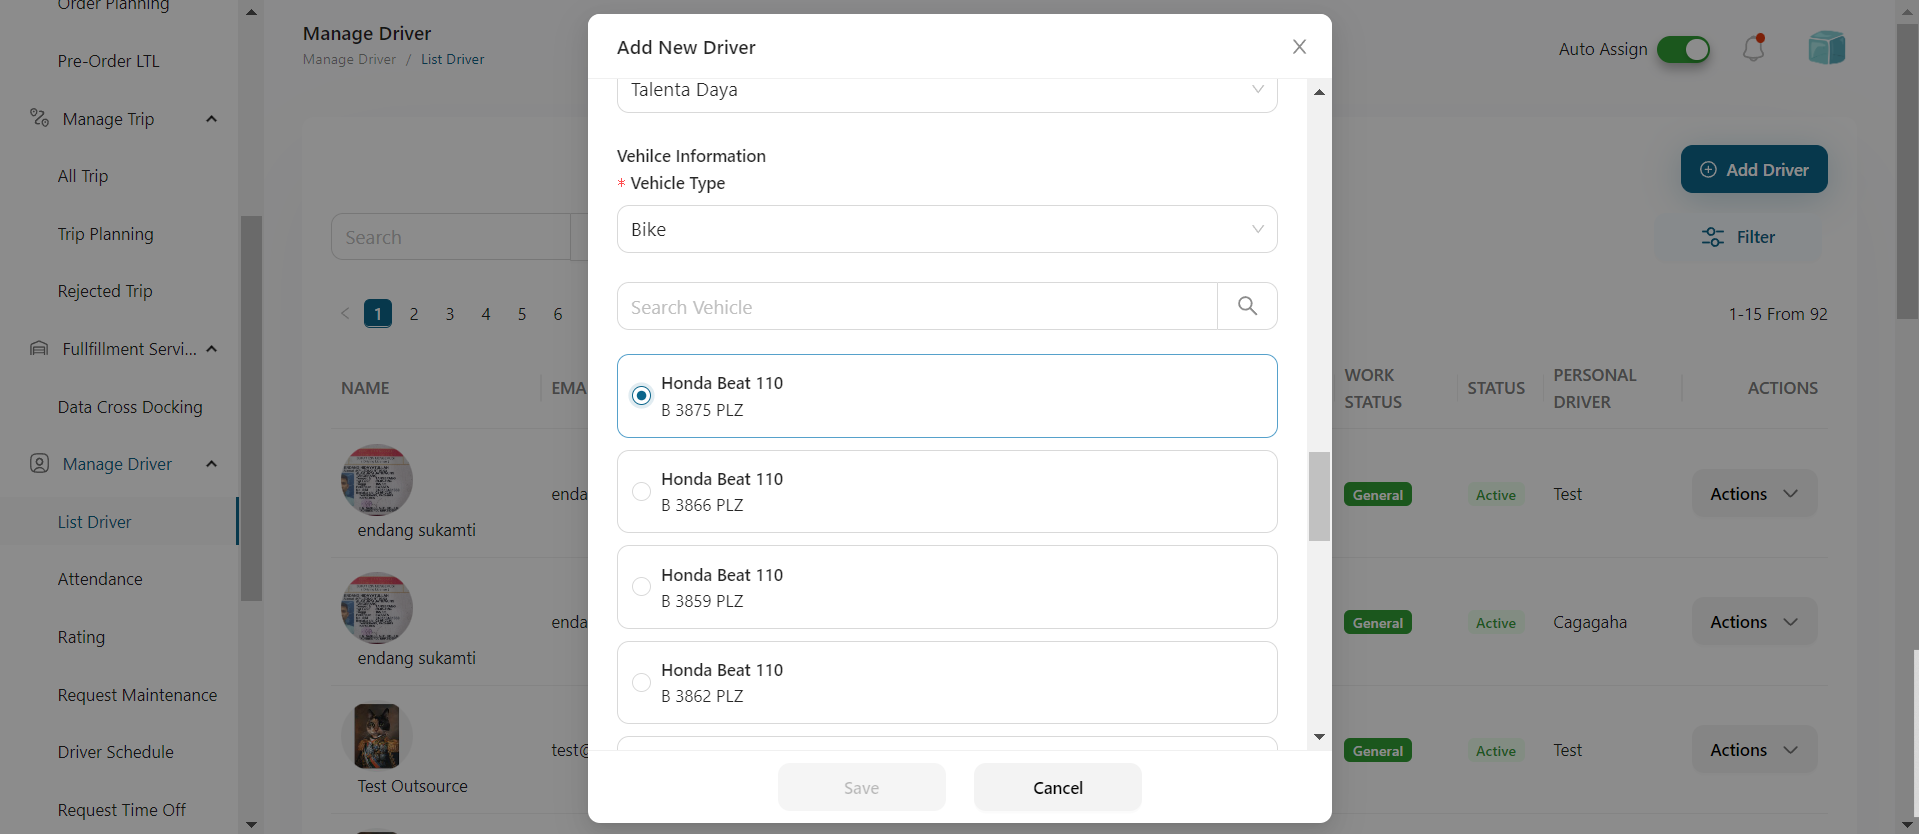 Order Planning
Pre-Order LTL
Manage Trip
All Trip
Trip Planning
Rejected Trip
Fullfillment Servi...
Data Cross Docking
Manage Driver
List Driver
Attendance
Rating
Request Maintenance
Driver Schedule
Request Time Off
Manage Driver
Manage Driver / List Driver
Auto Assign
Add Driver
Search
Filter
1 2 3 4 5 6
1-15 From 92
NAME
EMA
WORK STATUS
STATUS
PERSONAL DRIVER
ACTIONS
endang sukamti
enda
General
Active
Test
Actions
endang sukamti
enda
General
Active
Cagagaha
Actions
Test Outsource
test@
General
Active
Test
Actions
Add New Driver
Talenta Daya
Vehilce Information
* Vehicle Type
Bike
Search Vehicle
Honda Beat 110
B 3875 PLZ
Honda Beat 110
B 3866 PLZ
Honda Beat 110
B 3859 PLZ
Honda Beat 110
B 3862 PLZ
Save
Cancel